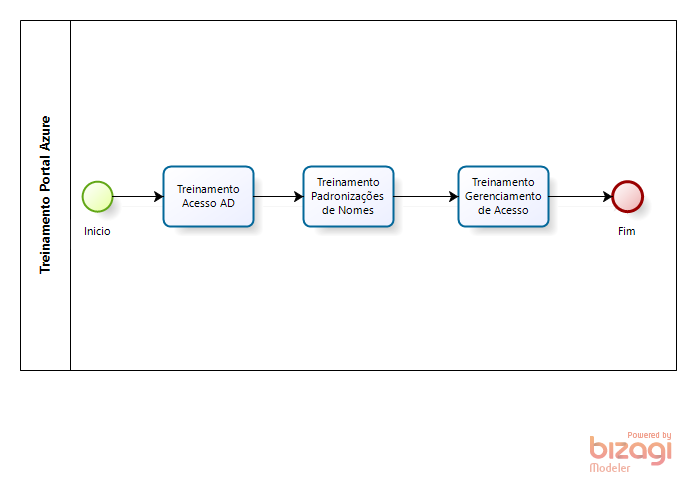 Treinamento Portal Azure
Inicio
Treinamento
Acesso AD
Treinamento
Padronizações
de Nomes
Treinamento
Gerenciamento
de Acesso
Fim
Powered by
bizagi
Modeler